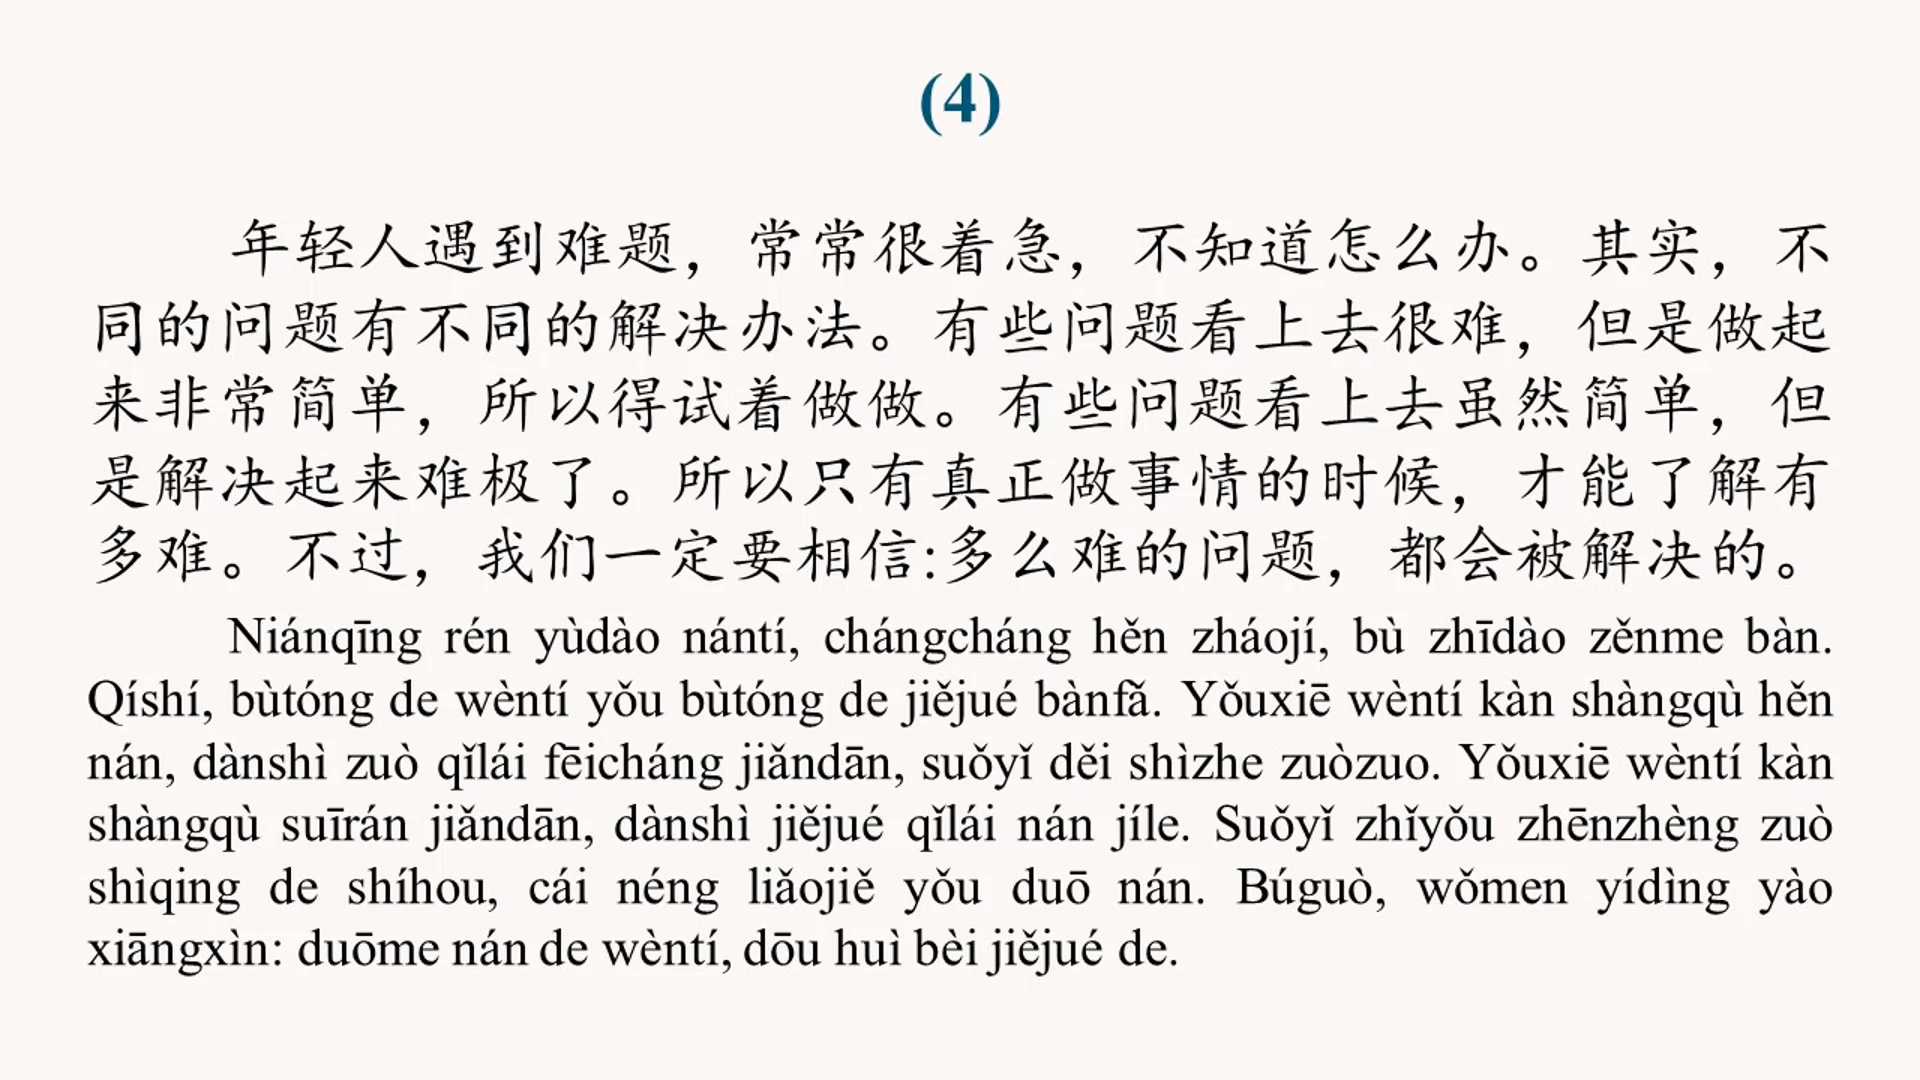 (4)
年轻人遇到难题，常常很着急，不知道怎么办。其实，不
同的问题有不同的解决办法。有些问题看上去很难，但是做起
来非常简单，所以得试着做做。有些问题看上去虽然简单，但
是解决起来难极了。所以只有真正做事情的时候，才能了解有
多难。不过，我们一定要相信:多么难的问题，都会被解决的。
Niánqīng rén yùdào nántí, chángcháng hěn zháojí, bù zhīdào zěnme bàn.
Qíshí, bùtóng de wèntí yǒu bùtóng de jiějué bànfǎ. Yǒuxiē wèntí kàn shàngqù hěn
nán, dànshì zuò qǐlái fēicháng jiǎndān, suǒyǐ děi shìzhe zuòzuo. Yǒuxiē wèntí kàn
shàngqù suīrán jiǎndān, dànshì jiějué qǐlái nán jíle. Suǒyǐ zhǐyǒu zhēnzhèng zuò
shìqing de shíhou, cái néng liǎojiě yǒu duō nán. Búguò, wǒmen yídìng yào
xiāngxìn: duōme nán de wèntí, dōu huì bèi jiějué de.